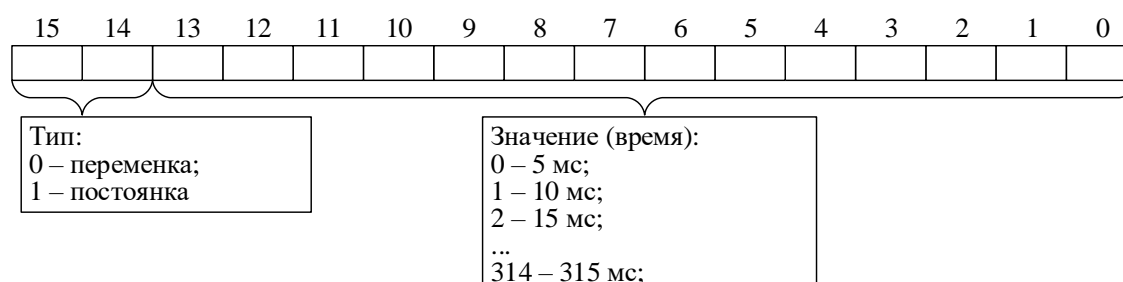 15 14 13 12 11 10 9 8 7 6 5 4 3 2 1 0
Тип:
0 – переменка;
1 – постоянка
Значение (время):
0 – 5 мс;
1 – 10 мс;
2 – 15 мс;
...
314 – 315 мс;